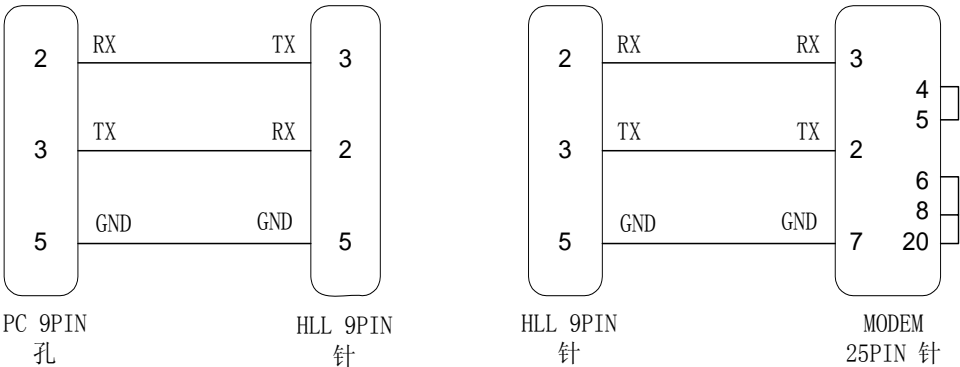 2 RX TX 3
3 TX RX 2
5 GND GND 5
PC 9PIN
孔
HLL 9PIN
针
2 RX RX 3
4
5
3 TX TX 2
6
8
5 GND GND 7 20
HLL 9PIN
针
MODEM
25PIN 针